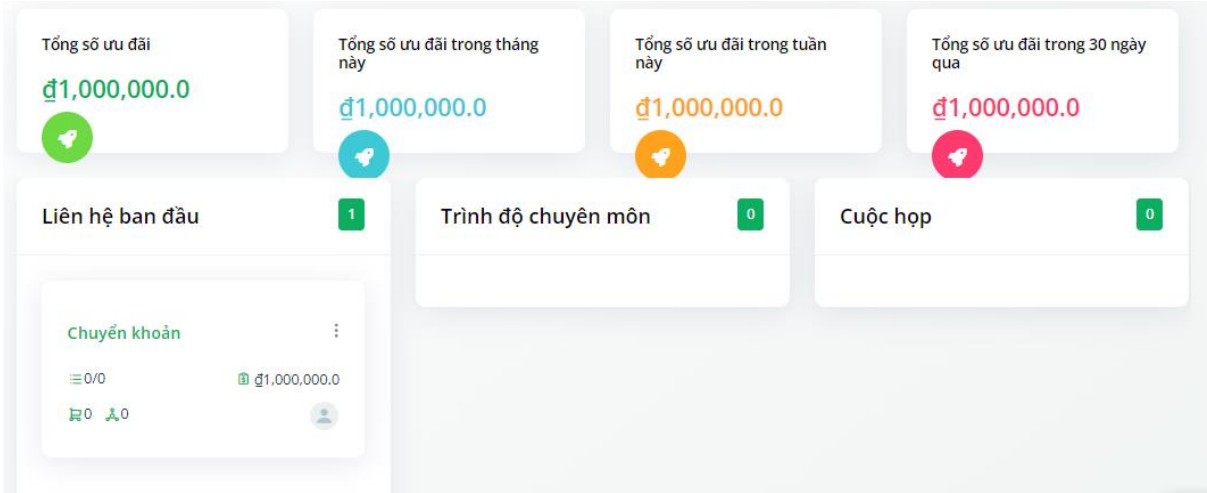 Tổng số ưu đãi
₫1,000,000.0
Tổng số ưu đãi trong tháng
này
₫1,000,000.0
Tổng số ưu đãi trong tuần
này
₫1,000,000.0
Tổng số ưu đãi trong 30 ngày
qua
₫1,000,000.0
Liên hệ ban đầu 1
Trình độ chuyên môn 0
Cuộc họp 0
Chuyển khoản
0/0 ₫1,000,000.0
0 0